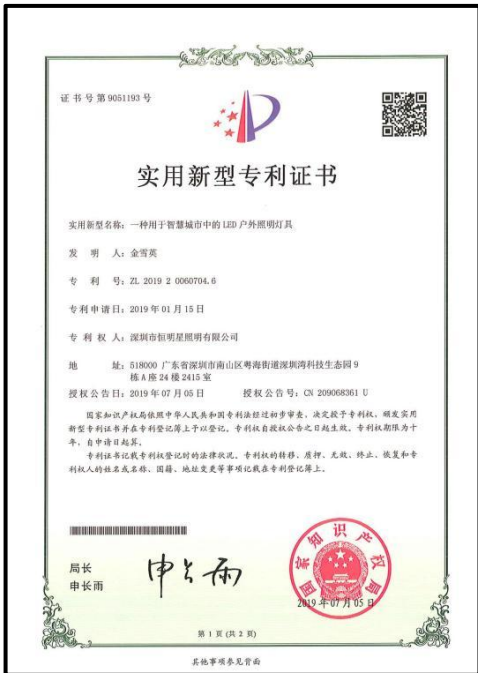 证书号第9051193号
实用新型专利证书
实用新型名称：一种用于智慧城市中的LED户外照明灯具
发 明 人：金雪英
专 利 号：ZL 2019 2 0060704.6
专利申请日：2019年01月15日
专 利 权 人：深圳市恒明星照明有限公司
地 址：518000 广东省深圳市南山区粤海街道深圳湾科技生态园9
栋A座24楼2415室
授权公告日：2019年07月05日 授权公告号：CN 209068361 U
国家知识产权局依照中华人民共和国专利法经过初步审查，决定授予专利权，颁发实用
新型专利证书并在专利登记簿上予以登记。专利权自授权公告之日起生效。专利权期限为十
年，自申请日起算。
专利证书记载专利权登记时的法律状况。专利权的转移、质押、无效、终止、恢复和专
利权人的姓名或名称、国籍、地址变更等事项记载在专利登记簿上。
局长
申长雨
申长雨
国家知识产权局
2019年07月05日
第 1 页 (共 2 页)
其他事项参见背面